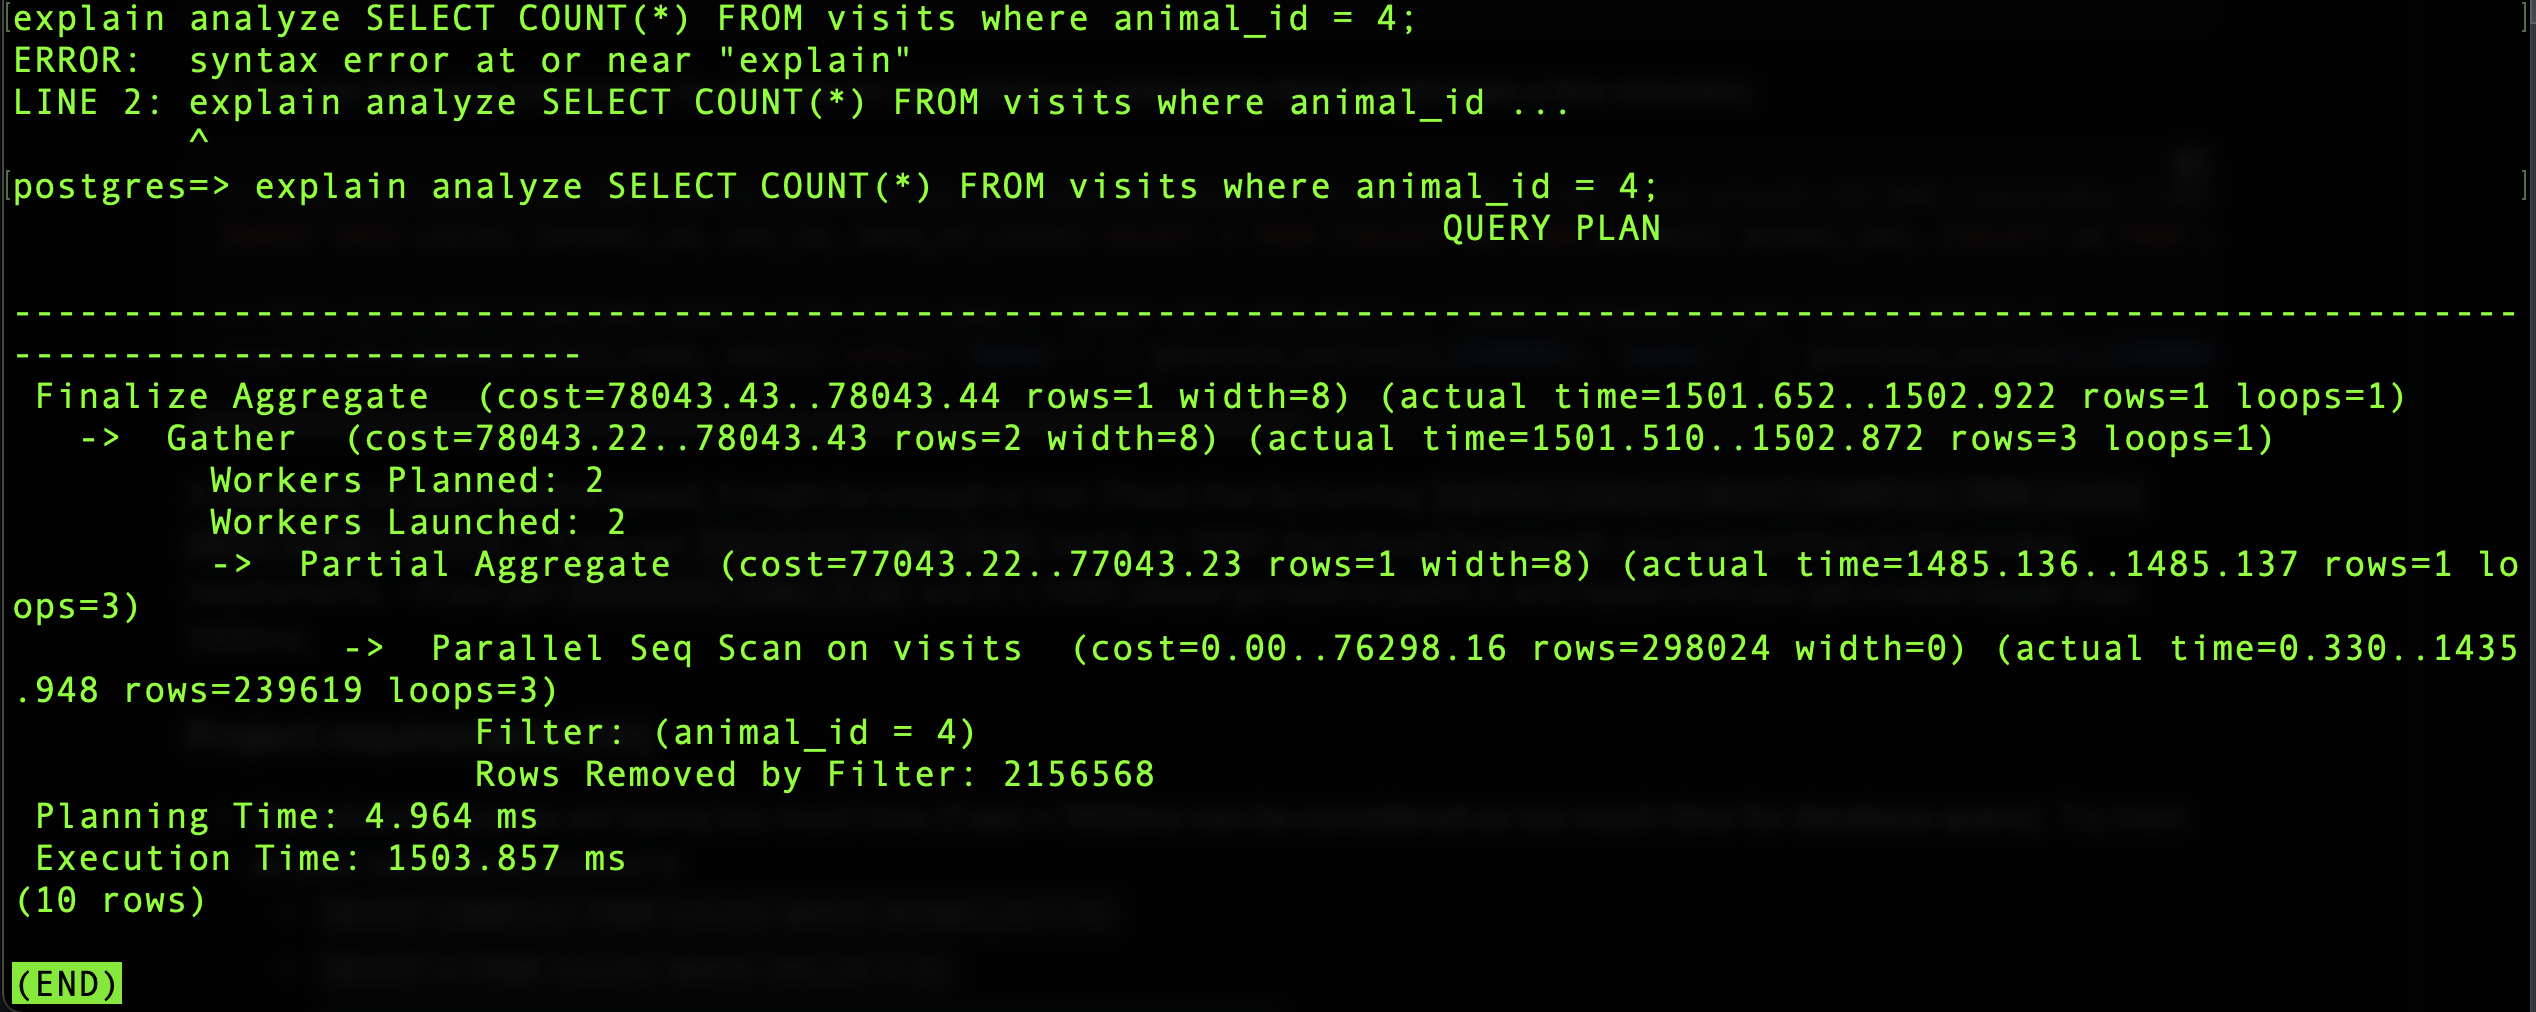 explain analyze SELECT COUNT(*) FROM visits where animal_id = 4;
ERROR:  syntax error at or near "explain"
LINE 2: explain analyze SELECT COUNT(*) FROM visits where animal_id ...
        ^
postgres=> explain analyze SELECT COUNT(*) FROM visits where animal_id = 4;
QUERY PLAN
------------------------------------------------------------------------------------------------------------------
--------------------------
 Finalize Aggregate  (cost=78043.43..78043.44 rows=1 width=8) (actual time=1501.652..1502.922 rows=1 loops=1)
   ->  Gather  (cost=78043.22..78043.43 rows=2 width=8) (actual time=1501.510..1502.872 rows=3 loops=1)
         Workers Planned: 2
         Workers Launched: 2
         ->  Partial Aggregate  (cost=77043.22..77043.23 rows=1 width=8) (actual time=1485.136..1485.137 rows=1 lo
ops=3)
               ->  Parallel Seq Scan on visits  (cost=0.00..76298.16 rows=298024 width=0) (actual time=0.330..1435
.948 rows=239619 loops=3)
                     Filter: (animal_id = 4)
                     Rows Removed by Filter: 2156568
 Planning Time: 4.964 ms
 Execution Time: 1503.857 ms
(10 rows)
(END)